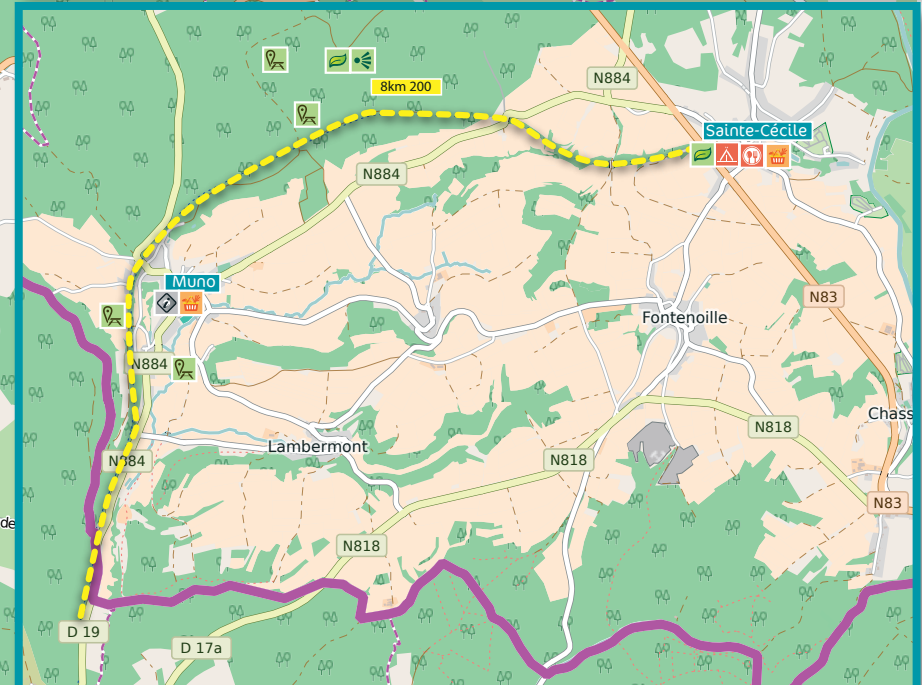 N884
8km 200
Sainte-Cécile
N884
Muno
N83
Fontenoille
N884
Chass
N818
Lambermont
N884
N818
N83
de
N818
D 19
D 17a